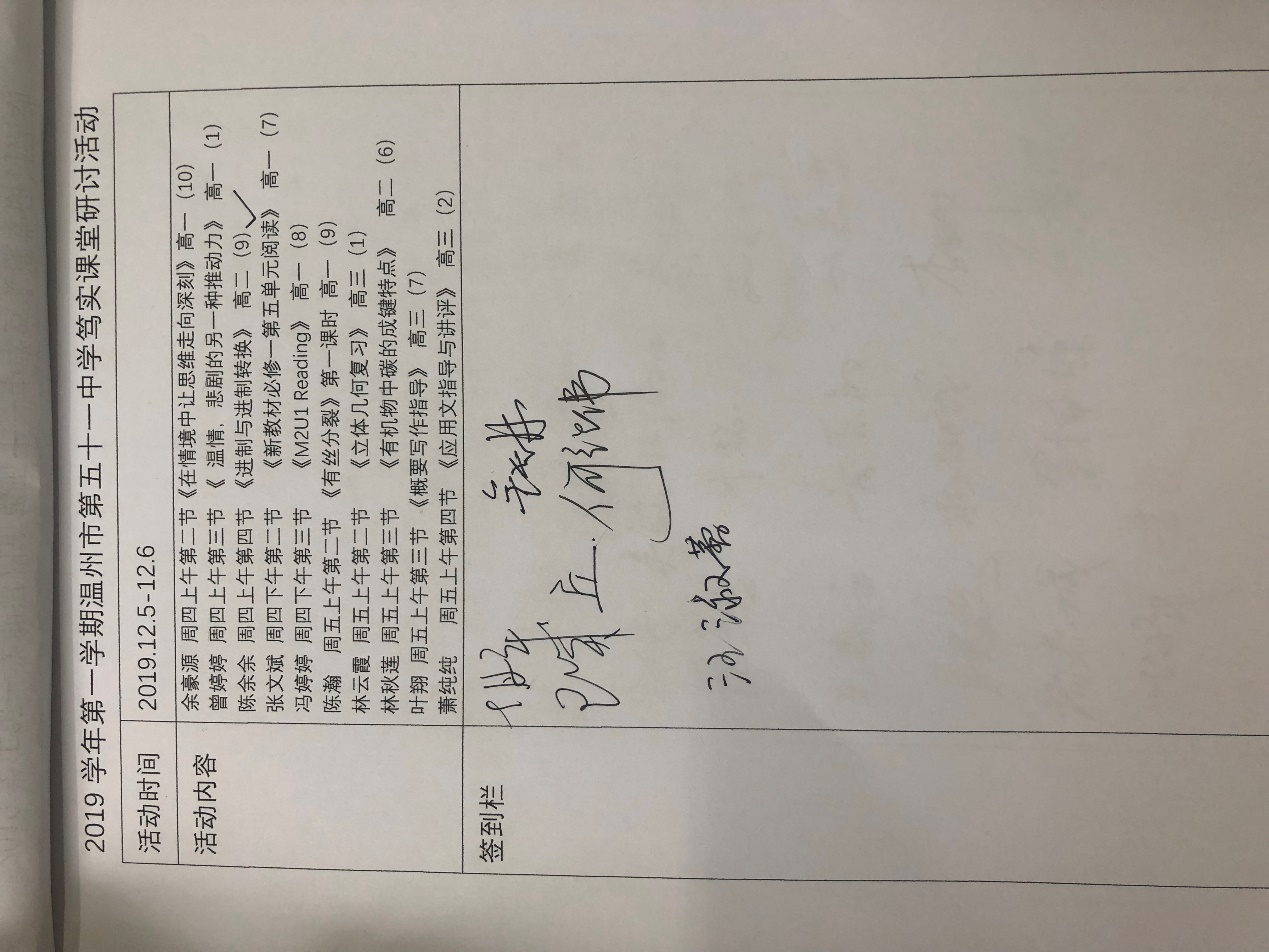 2019 学年第一学期温州市第五十一中学笃实课堂研讨活动
活动时间 2019.12.5-12.6
活动内容 余豪源 周四上午第二节《在情境中让思维走向深刻》高一（10）
曾婷婷 周四上午第三节《 温情，悲剧的另一种推动力》 高一（1）
陈余余 周四上午第四节 《进制与进制转换》 高二（9）
张文斌 周四下午第二节 《新教材必修一第五单元阅读》 高一（7）
冯婷婷 周四下午第三节 《M2U1 Reading》 高一（8）
陈瀚 周五上午第二节 《有丝分裂》第一课时 高一（9）
林云霞 周五上午第二节 《立体几何复习》 高三（1）
林秋莲 周五上午第三节 《有机物中碳的成键特点》 高二（6）
叶翔 周五上午第三节 《概要写作指导》 高三（7）
萧纯纯 周五上午第四节 《应用文指导与讲评》 高三（2）
签到栏